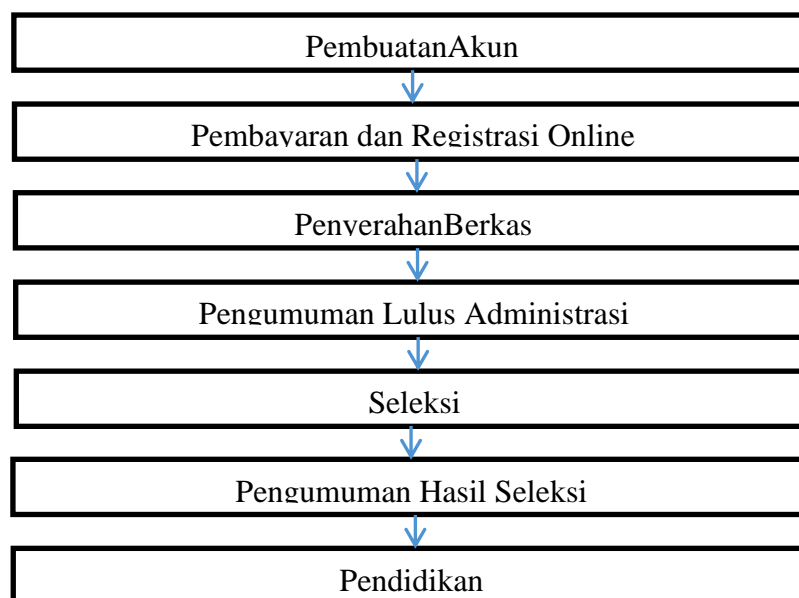 PembuatanAkun
Pembayaran dan Registrasi Online
PenyerahanBerkas
Pengumuman Lulus Administrasi
Seleksi
Pengumuman Hasil Seleksi
Pendidikan